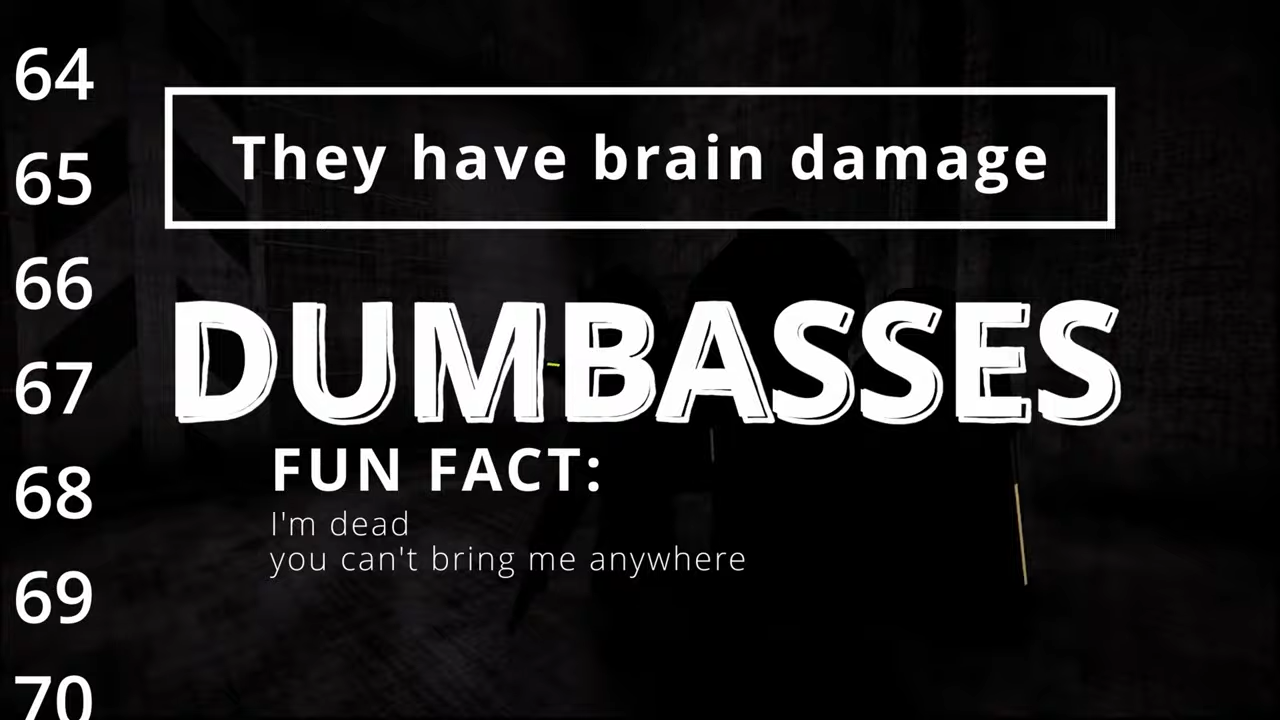 64
65
66
67
68
69
70
They have brain damage
DUMBASSES
FUN FACT:
I'm dead
you can't bring me anywhere